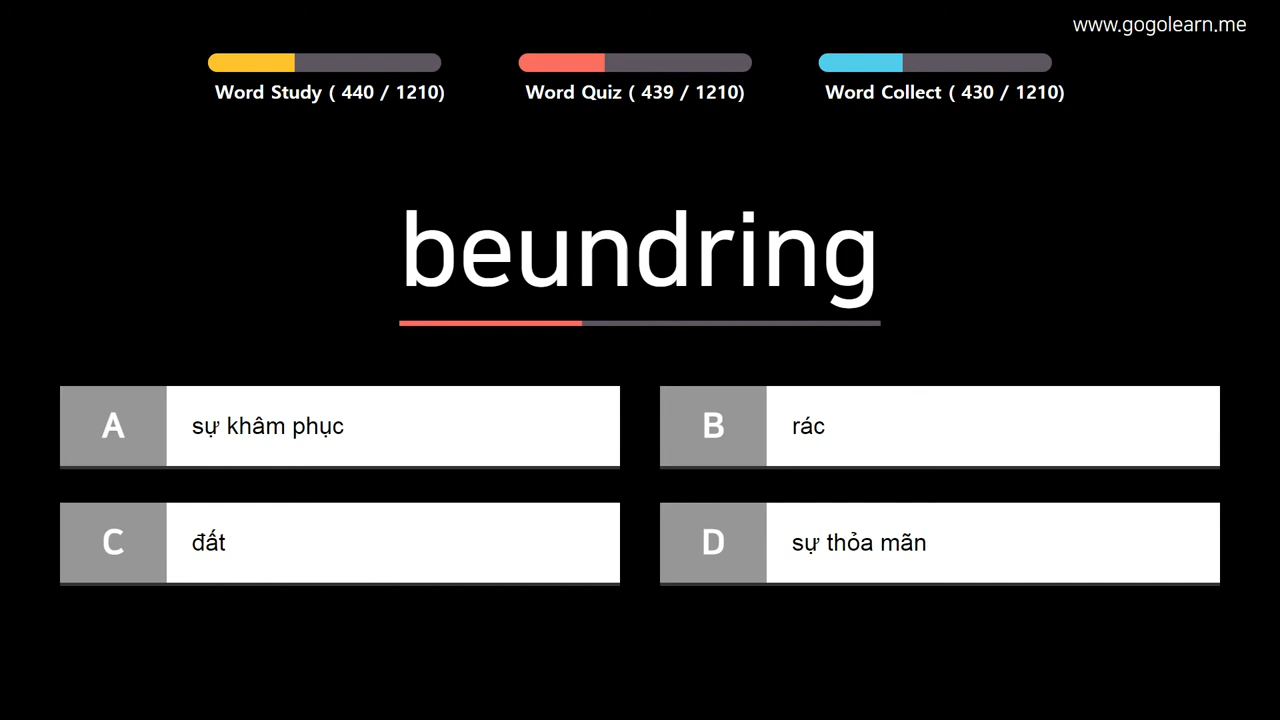 www.gogolearn.me
Word Study ( 440 / 1210)
Word Quiz ( 439 / 1210)
Word Collect ( 430 / 1210)
beundring
A
sự khâm phục
B
rác
C
đất
D
sự thỏa mãn